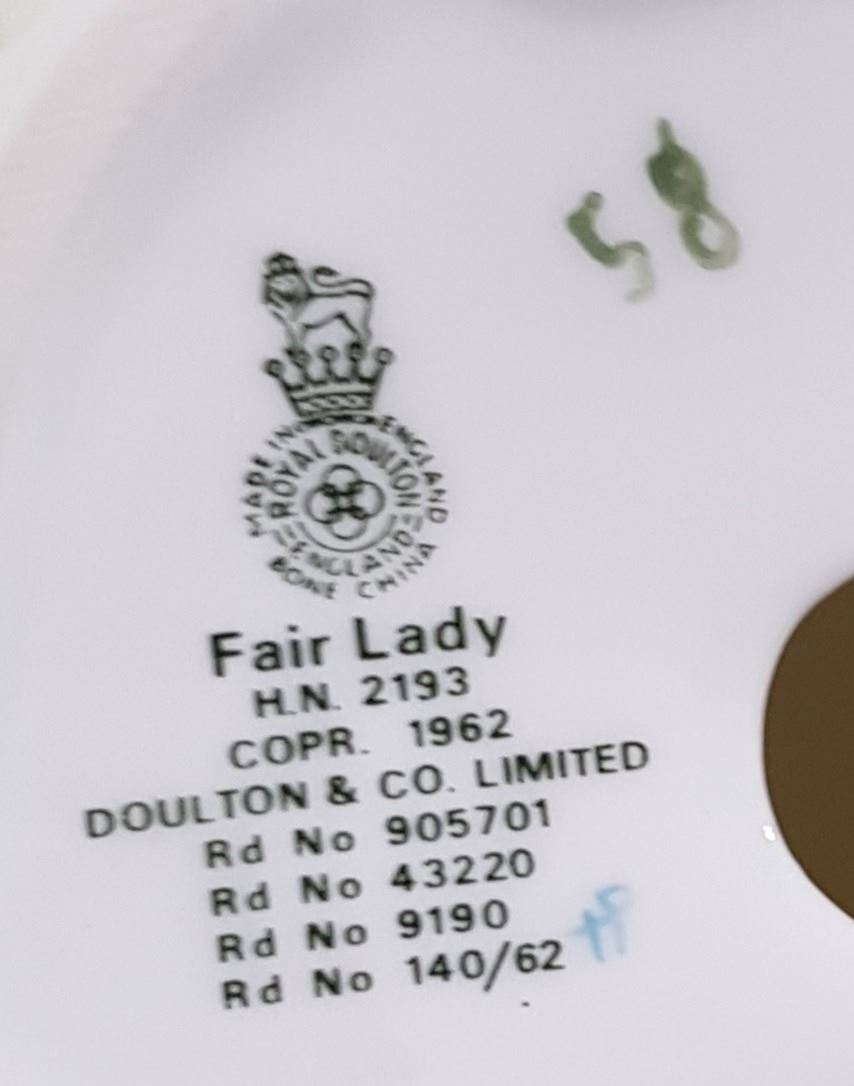 58
MADE IN ENGLAND
ROYAL DOULTON
ENGLAND
BONE CHINA
Fair Lady
H.N. 2193
COPR. 1962
DOULTON & CO. LIMITED
Rd No 905701
Rd No 43220
Rd No 9190
Rd No 140/62